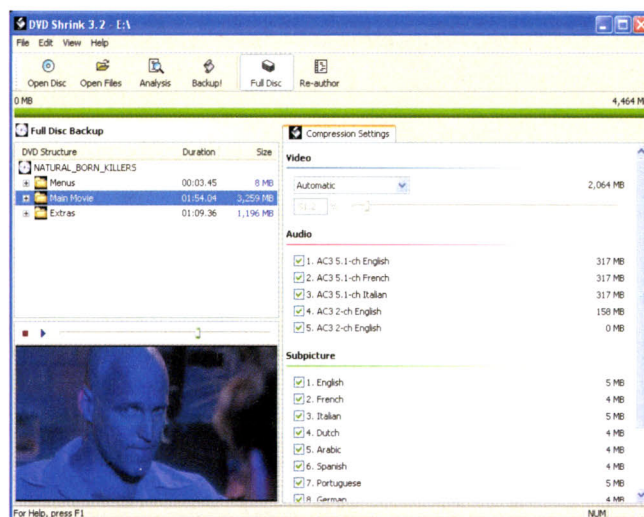 DVD Shrink 3.2 - E:\
File Edit View Help
Open Disc Open Files Analysis Backup! Full Disc Re-author
0 MB 4,464 M
Full Disc Backup
DVD Structure Duration Size
NATURAL_BORN_KILLERS
Menus 00:03.45 8 MB
Main Movie 01:54.04 3,259 MB
Extras 01:09.36 1,196 MB
Compression Settings
Video
Automatic 2,064 MB
Audio
1. AC3 5.1-ch English 317 MB
2. AC3 5.1-ch French 317 MB
3. AC3 5.1-ch Italian 317 MB
4. AC3 2-ch English 158 MB
5. AC3 2-ch English 0 MB
Subpicture
1. English 5 MB
2. French 4 MB
3. Italian 5 MB
4. Dutch 4 MB
5. Arabic 4 MB
6. Spanish 4 MB
7. Portuguese 5 MB
8. German 4 MB
For Help, press F1 NUM